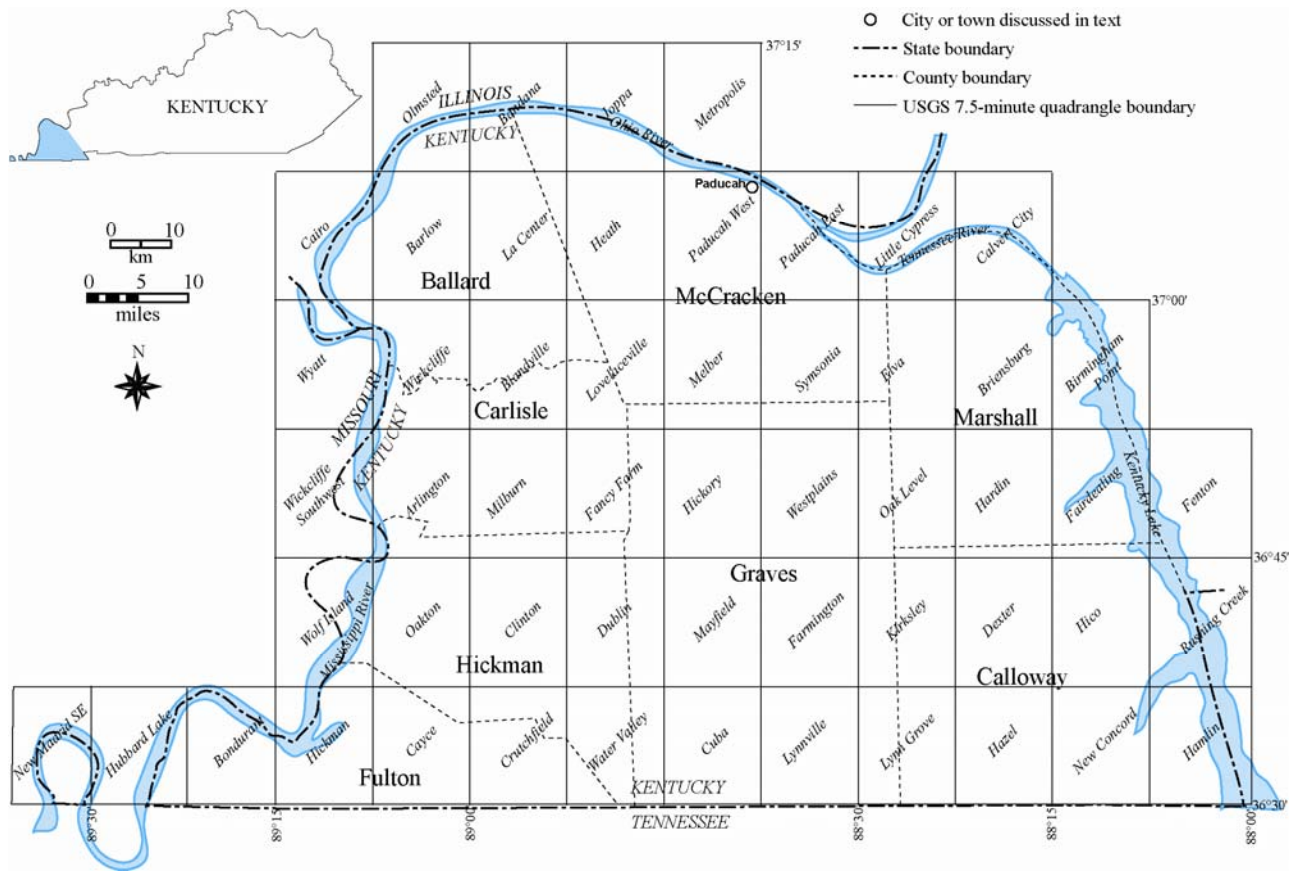 KENTUCKY
City or town discussed in text
State boundary
County boundary
USGS 7.5-minute quadrangle boundary
37°15'
0 10
km
0 5 10
miles
N
Olmsted
ILLINOIS
KENTUCKY
Bandana
Joppa
Ohio River
Metropolis
Paducah
Cairo
Barlow
La Center
Heath
Paducah West
Paducah East
Little Cypress
Tennessee River
Calvert City
Ballard
McCracken
37°00'
Wyatt
MISSOURI
KENTUCKY
Wickcliffe
Blandville
Lovelaceville
Melber
Symsonia
Elva
Briensburg
Birmingham
Point
Carlisle
Marshall
Wickcliffe
Southwest
Arlington
Milburn
Fancy Farm
Hickory
Westplains
Oak Level
Hardin
Fairdealing
Kentucky Lake
Fenton
36°45'
Graves
Wolf Island
Mississippi River
Oakton
Clinton
Dublin
Mayfield
Farmington
Kirksley
Dexter
Hico
Rushing Creek
Hickman
Calloway
New Madrid SE
Hubbard Lake
Bondurant
Hickman
Cayce
Crutchfield
Water Valley
Cuba
Lynnville
Lynn Grove
Hazel
New Concord
Hamlin
Fulton
KENTUCKY
TENNESSEE
36°30'
89°30'
89°15'
89°00'
88°30'
88°15'
88°00'